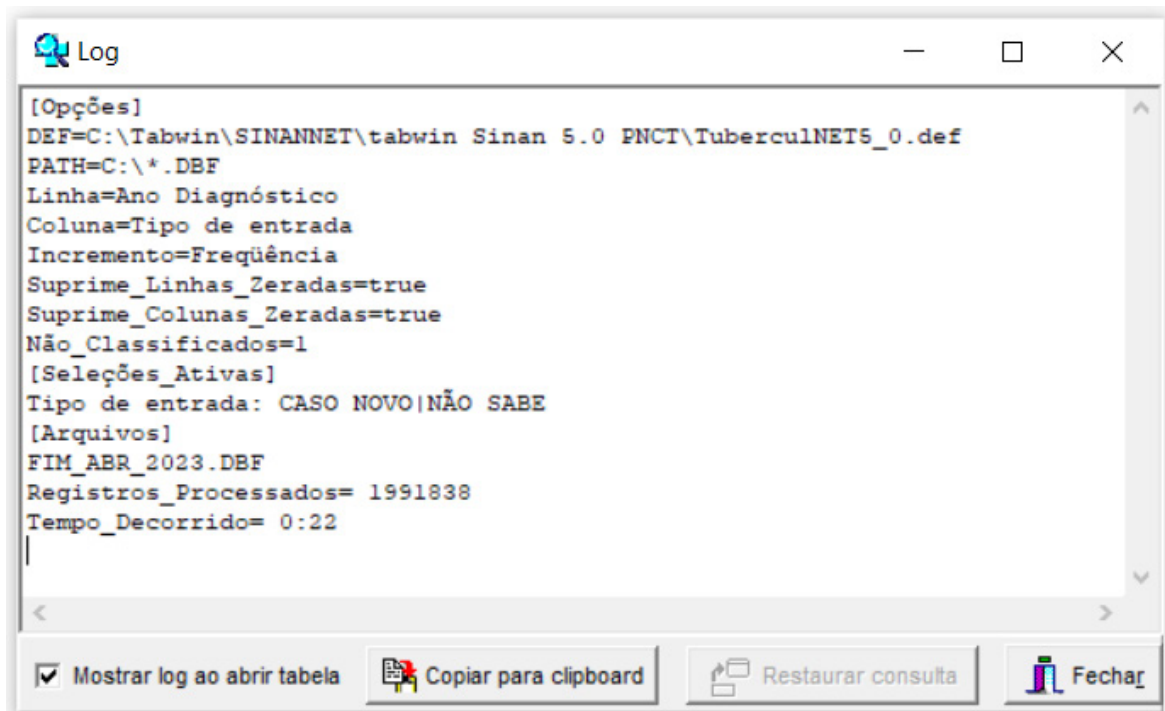 Log
[Opções]
DEF=C:\Tabwin\SINANNET\tabwin Sinan 5.0 PNCT\TuberculNET5_0.def
PATH=C:\*.DBF
Linha=Ano Diagnóstico
Coluna=Tipo de entrada
Incremento=Freqüência
Suprime_Linhas_Zeradas=true
Suprime_Colunas_Zeradas=true
Não_Classificados=1
[Seleções_Ativas]
Tipo de entrada: CASO NOVO|NÃO SABE
[Arquivos]
FIM_ABR_2023.DBF
Registros_Processados= 1991838
Tempo_Decorrido= 0:22
Mostrar log ao abrir tabela Copiar para clipboard Restaurar consulta Fechar